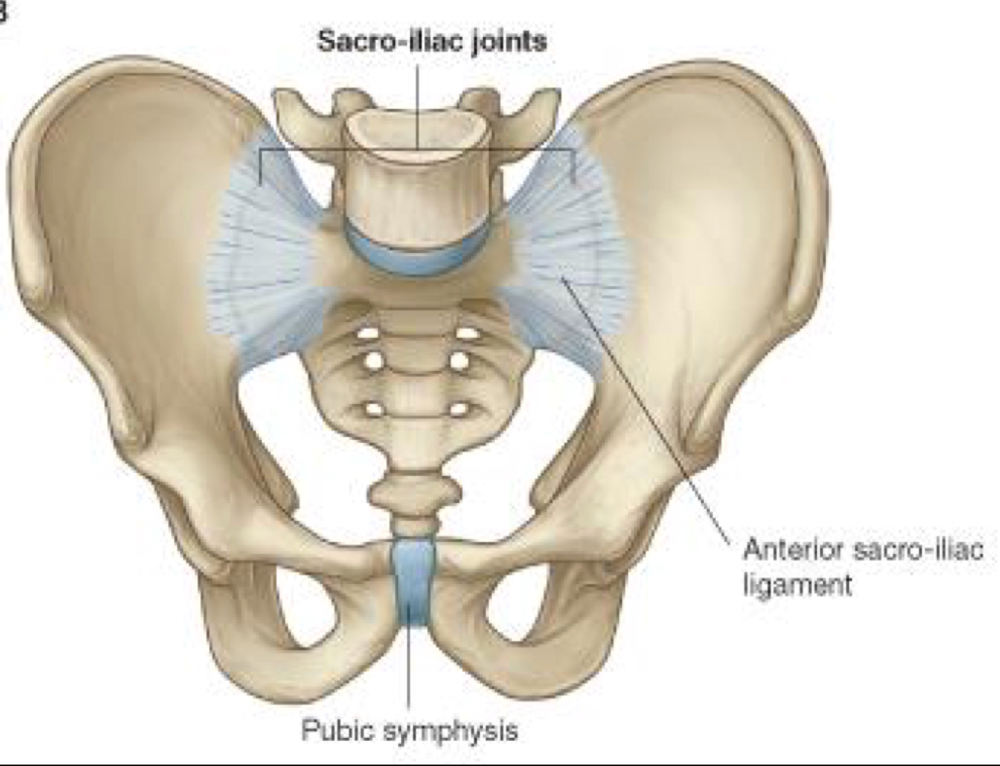 B
Sacro-iliac joints
Anterior sacro-iliac
ligament
Pubic symphysis